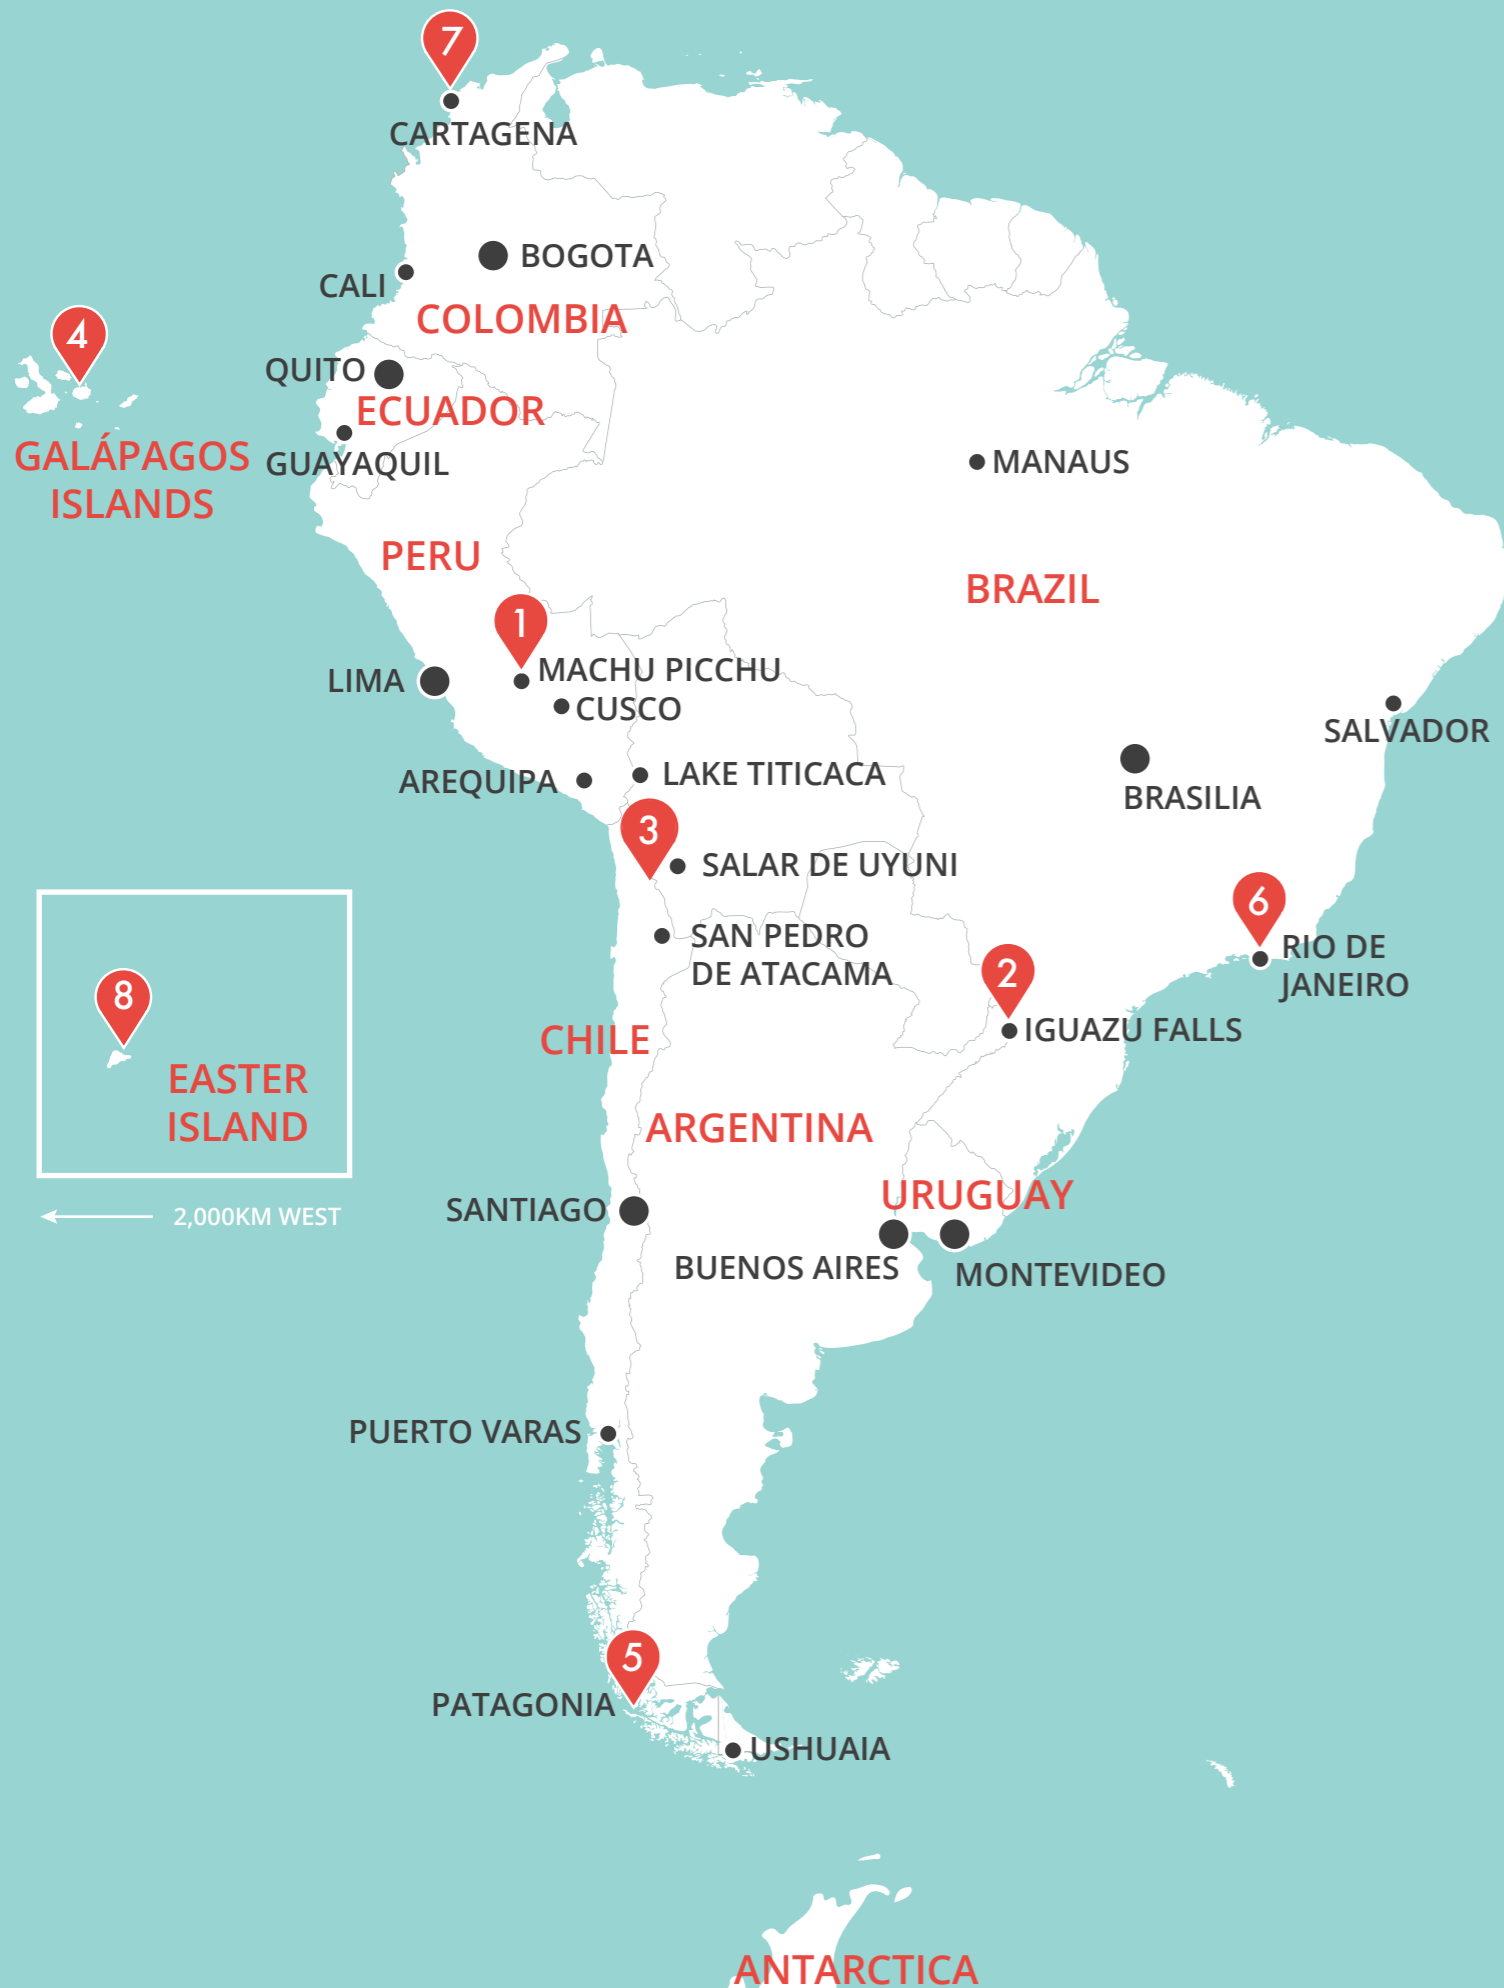 7
CARTAGENA
BOGOTA
CALI
COLOMBIA
4
QUITO
ECUADOR
GALÁPAGOS
ISLANDS
GUAYAQUIL
MANAUS
PERU
BRAZIL
1
MACHU PICCHU
LIMA
CUSCO
SALVADOR
AREQUIPA
LAKE TITICACA
BRASILIA
3
SALAR DE UYUNI
6
RIO DE
JANEIRO
SAN PEDRO
DE ATACAMA
2
IGUAZU FALLS
8
CHILE
EASTER
ISLAND
ARGENTINA
URUGUAY
SANTIAGO
2,000KM WEST
BUENOS AIRES
MONTEVIDEO
PUERTO VARAS
5
PATAGONIA
USHUAIA
ANTARCTICA